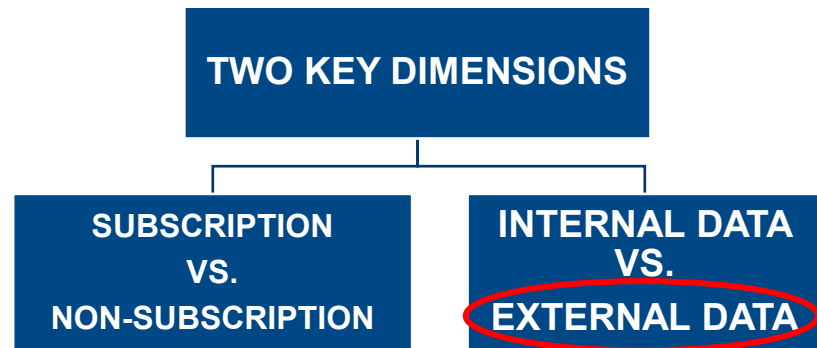 TWO KEY DIMENSIONS
SUBSCRIPTION
VS.
NON-SUBSCRIPTION
INTERNAL DATA
VS.
EXTERNAL DATA